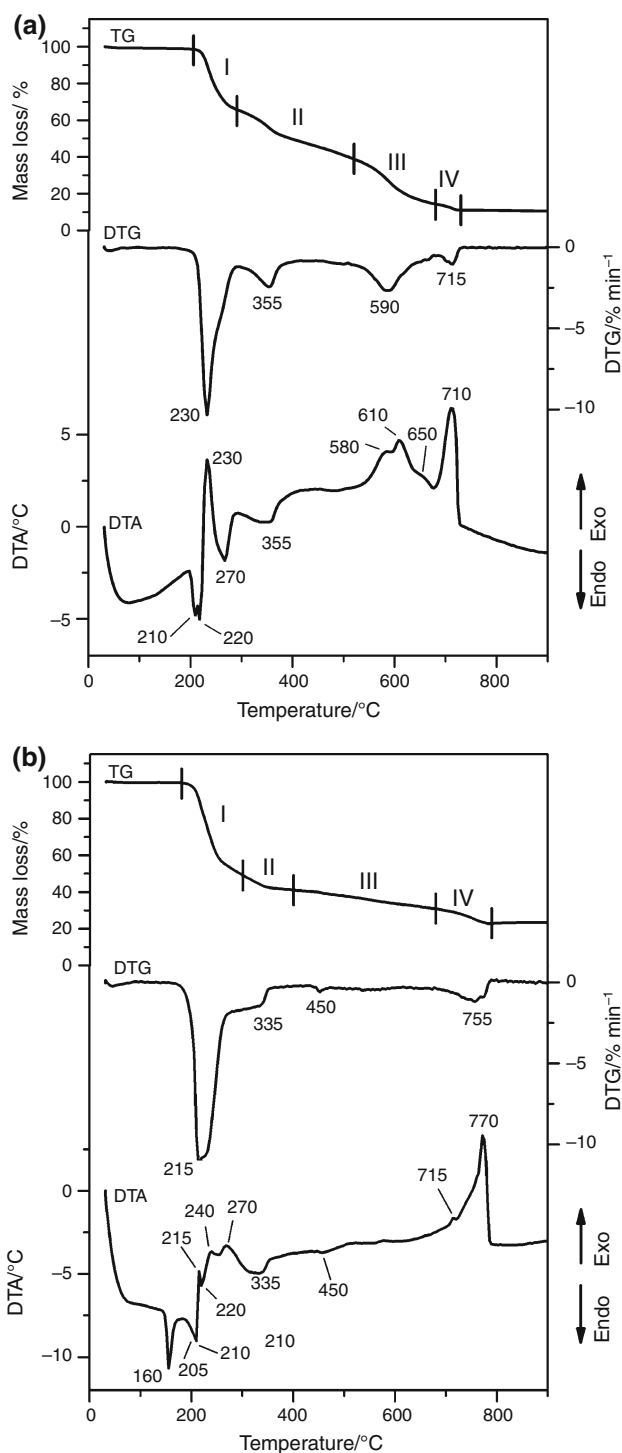 (a)
TG
100
80
60
40
20
0
Mass loss/ %
I
II
III
IV
DTG
0
−5
−10
DTG/% min⁻¹
230
355
590
715
5
0
−5
DTA/°C
DTA
210
220
230
270
355
580
610
650
710
Exo
Endo
0
200
400
600
800
Temperature/°C
(b)
TG
100
80
60
40
20
0
Mass loss/%
I
II
III
IV
DTG
0
−5
−10
DTG/% min⁻¹
215
335
450
755
0
−5
−10
DTA/°C
DTA
160
205
210
210
215
220
240
270
335
450
715
770
Exo
Endo
0
200
400
600
800
Temperature/°C